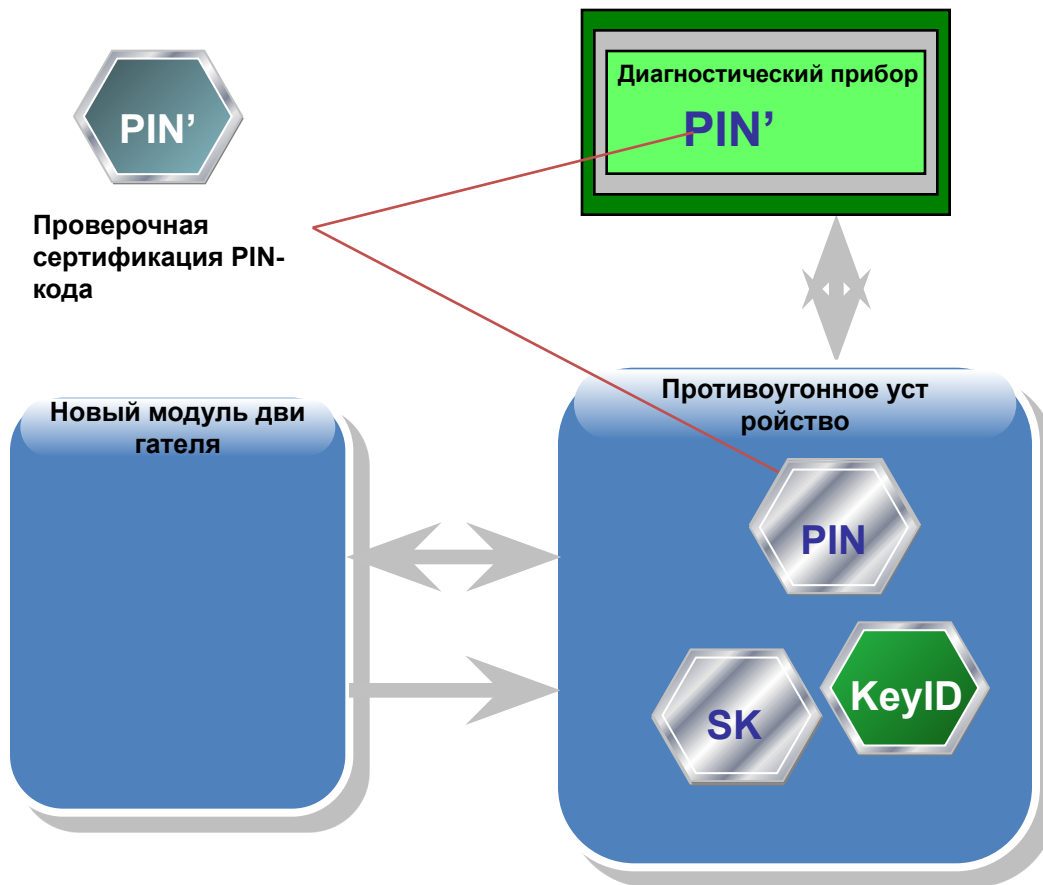 PIN’
Проверочная
сертификация PIN-
кода
Диагностический прибор
PIN’
Новый модуль дви
гателя
Противоугонное уст
ройство
PIN
SK
KeyID